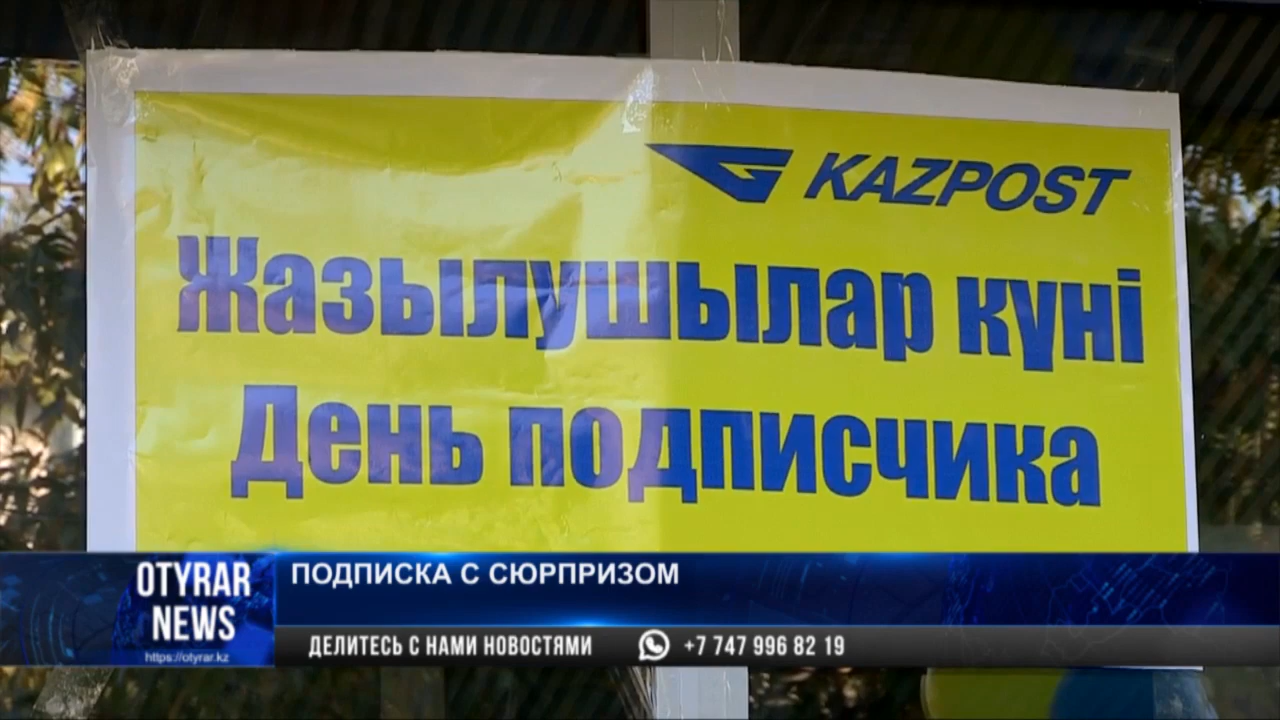 KAZPOST
Жазылушылар күні
День подписчика
OTYRAR
NEWS
https://otyrar.kz
ПОДПИСКА С СЮРПРИЗОМ
ДЕЛИТЕСЬ С НАМИ НОВОСТЯМИ
+7 747 996 82 19